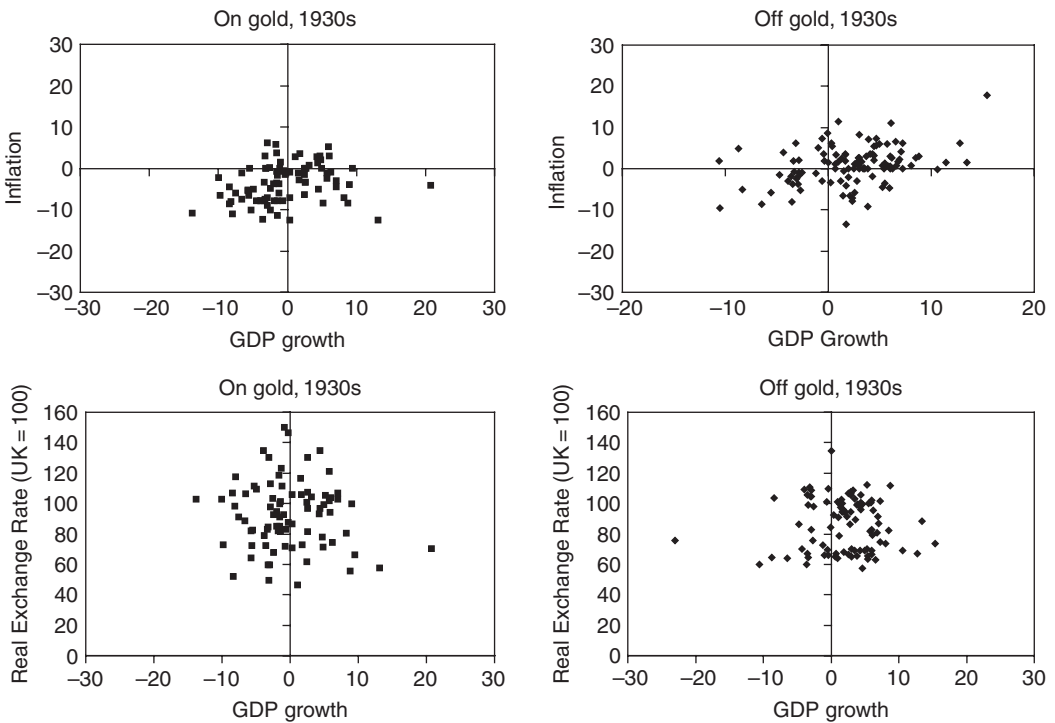 On gold, 1930s
30
20
10
0
–10
–20
–30
Inflation
–30 –20 –10 0 10 20 30
GDP growth
Off gold, 1930s
30
20
10
0
–10
–20
–30
Inflation
–20 –10 0 10 20
GDP Growth
On gold, 1930s
160
140
120
100
80
60
40
20
0
Real Exchange Rate (UK = 100)
–30 –20 –10 0 10 20 30
GDP growth
Off gold, 1930s
160
140
120
100
80
60
40
20
0
Real Exchange Rate (UK = 100)
–30 –20 –10 0 10 20 30
GDP growth